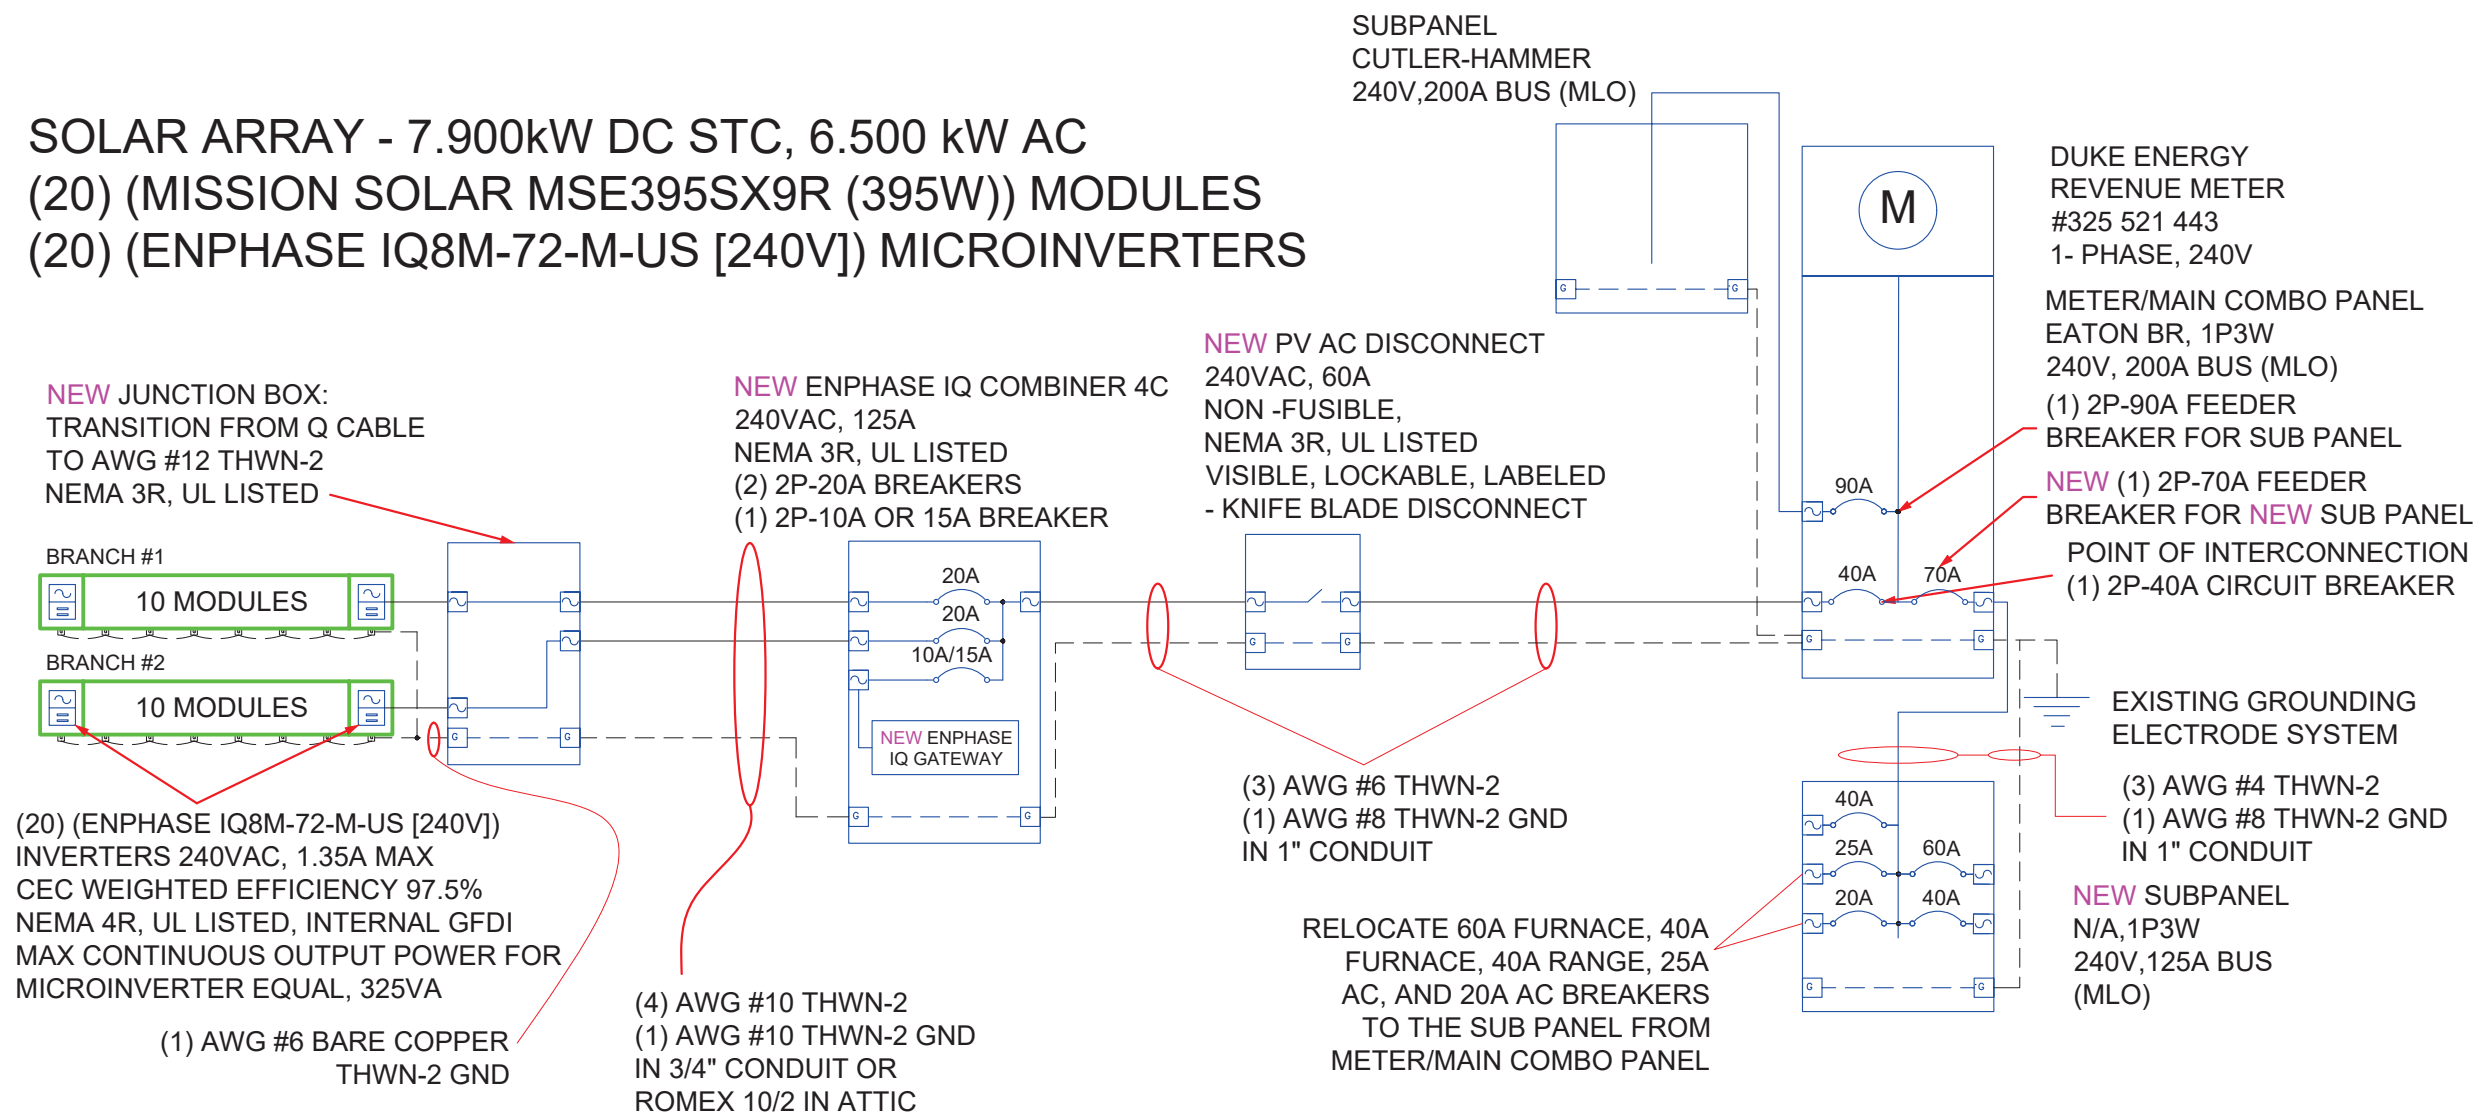 SUBPANEL
CUTLER-HAMMER
240V,200A BUS (MLO)
SOLAR ARRAY - 7.900kW DC STC, 6.500 kW AC
(20) (MISSION SOLAR MSE395SX9R (395W)) MODULES
(20) (ENPHASE IQ8M-72-M-US [240V]) MICROINVERTERS
M
DUKE ENERGY
REVENUE METER
#325 521 443
1- PHASE, 240V
METER/MAIN COMBO PANEL
EATON BR, 1P3W
240V, 200A BUS (MLO)
(1) 2P-90A FEEDER
BREAKER FOR SUB PANEL
NEW (1) 2P-70A FEEDER
BREAKER FOR NEW SUB PANEL
POINT OF INTERCONNECTION
(1) 2P-40A CIRCUIT BREAKER
G
G
NEW PV AC DISCONNECT
240VAC, 60A
NON -FUSIBLE,
NEMA 3R, UL LISTED
VISIBLE, LOCKABLE, LABELED
- KNIFE BLADE DISCONNECT
NEW ENPHASE IQ COMBINER 4C
240VAC, 125A
NEMA 3R, UL LISTED
(2) 2P-20A BREAKERS
(1) 2P-10A OR 15A BREAKER
NEW JUNCTION BOX:
TRANSITION FROM Q CABLE
TO AWG #12 THWN-2
NEMA 3R, UL LISTED
BRANCH #1
10 MODULES
BRANCH #2
10 MODULES
G
G
20A
20A
10A/15A
NEW ENPHASE
IQ GATEWAY
G
G
G
G
90A
40A
70A
G
G
EXISTING GROUNDING
ELECTRODE SYSTEM
(3) AWG #4 THWN-2
(1) AWG #8 THWN-2 GND
IN 1" CONDUIT
NEW SUBPANEL
N/A,1P3W
240V,125A BUS
(MLO)
40A
25A
60A
20A
40A
G
G
(3) AWG #6 THWN-2
(1) AWG #8 THWN-2 GND
IN 1" CONDUIT
RELOCATE 60A FURNACE, 40A
FURNACE, 40A RANGE, 25A
AC, AND 20A AC BREAKERS
TO THE SUB PANEL FROM
METER/MAIN COMBO PANEL
(20) (ENPHASE IQ8M-72-M-US [240V])
INVERTERS 240VAC, 1.35A MAX
CEC WEIGHTED EFFICIENCY 97.5%
NEMA 4R, UL LISTED, INTERNAL GFDI
MAX CONTINUOUS OUTPUT POWER FOR
MICROINVERTER EQUAL, 325VA
(1) AWG #6 BARE COPPER
THWN-2 GND
(4) AWG #10 THWN-2
(1) AWG #10 THWN-2 GND
IN 3/4" CONDUIT OR
ROMEX 10/2 IN ATTIC